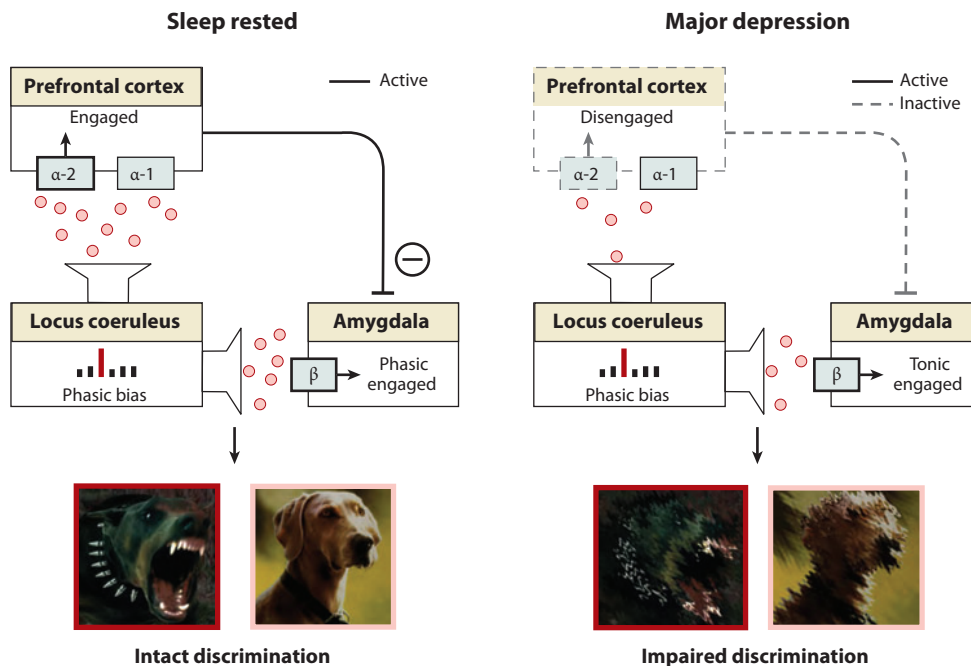 Sleep rested
Prefrontal cortex
Engaged
α-2
α-1
Active
Locus coeruleus
Phasic bias
Amygdala
β
Phasic
engaged
Intact discrimination
Major depression
Prefrontal cortex
Disengaged
α-2
α-1
Active
Inactive
Locus coeruleus
Phasic bias
Amygdala
β
Tonic
engaged
Impaired discrimination